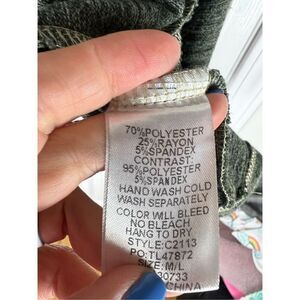 70%POLYESTER
25%RAYON
5%SPANDEX
CONTRAST:
95%POLYESTER
5%SPANDEX
HAND WASH COLD
WASH SEPARATELY
COLOR WILL BLEED
NO BLEACH
HANG TO DRY
STYLE:C2113
PO:TL47872
SIZE:M/L
CHINA